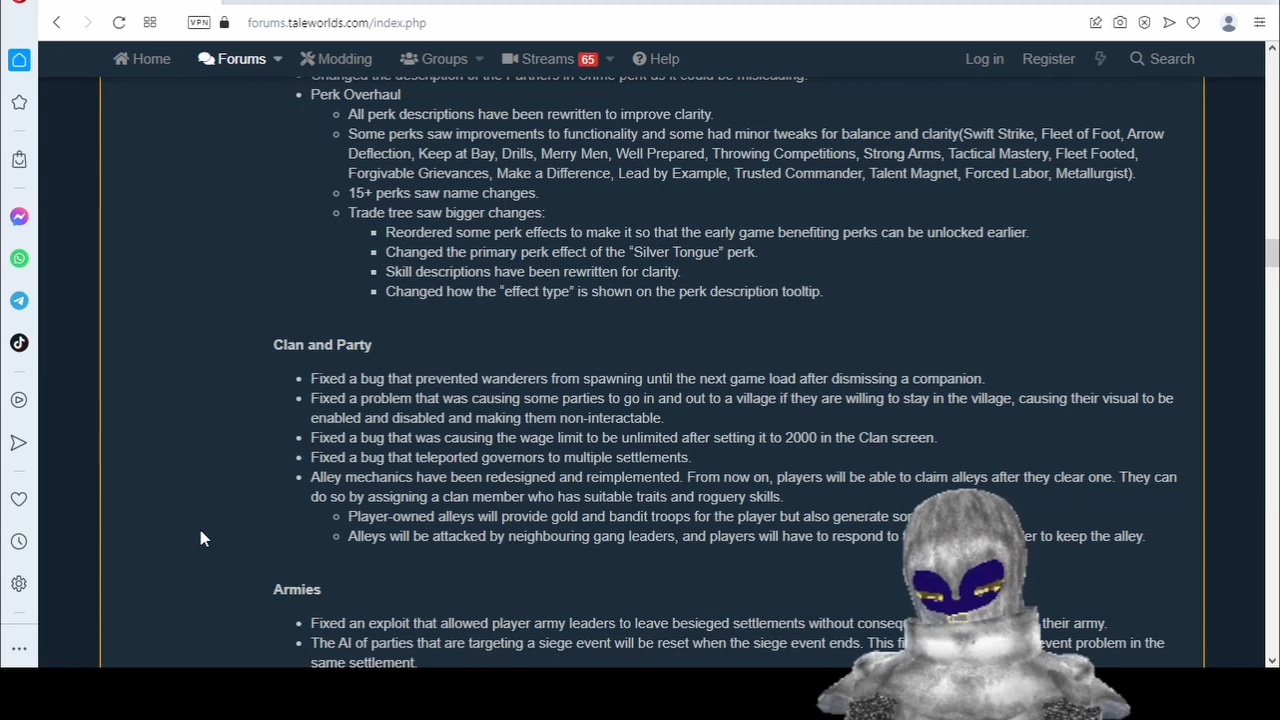 VPN
forums.taleworlds.com/index.php
Home
Forums
Modding
Groups
Streams 65
Help
Log in
Register
Search
Changed the description of the Partners in Crime perk as it could be misleading.
Perk Overhaul
All perk descriptions have been rewritten to improve clarity.
Some perks saw improvements to functionality and some had minor tweaks for balance and clarity(Swift Strike, Fleet of Foot, Arrow
Deflection, Keep at Bay, Drills, Merry Men, Well Prepared, Throwing Competitions, Strong Arms, Tactical Mastery, Fleet Footed,
Forgivable Grievances, Make a Difference, Lead by Example, Trusted Commander, Talent Magnet, Forced Labor, Metallurgist).
15+ perks saw name changes.
Trade tree saw bigger changes:
Reordered some perk effects to make it so that the early game benefiting perks can be unlocked earlier.
Changed the primary perk effect of the “Silver Tongue” perk.
Skill descriptions have been rewritten for clarity.
Changed how the “effect type” is shown on the perk description tooltip.
Clan and Party
Fixed a bug that prevented wanderers from spawning until the next game load after dismissing a companion.
Fixed a problem that was causing some parties to go in and out to a village if they are willing to stay in the village, causing their visual to be
enabled and disabled and making them non-interactable.
Fixed a bug that was causing the wage limit to be unlimited after setting it to 2000 in the Clan screen.
Fixed a bug that teleported governors to multiple settlements.
Alley mechanics have been redesigned and reimplemented. From now on, players will be able to claim alleys after they clear one. They can
do so by assigning a clan member who has suitable traits and roguery skills.
Player-owned alleys will provide gold and bandit troops for the player but also generate
Alleys will be attacked by neighbouring gang leaders, and players will have to respond to to keep the alley.
Armies
Fixed an exploit that allowed player army leaders to leave besieged settlements without their army.
The AI of parties that are targeting a siege event will be reset when the siege event ends. This problem in the
same settlement.